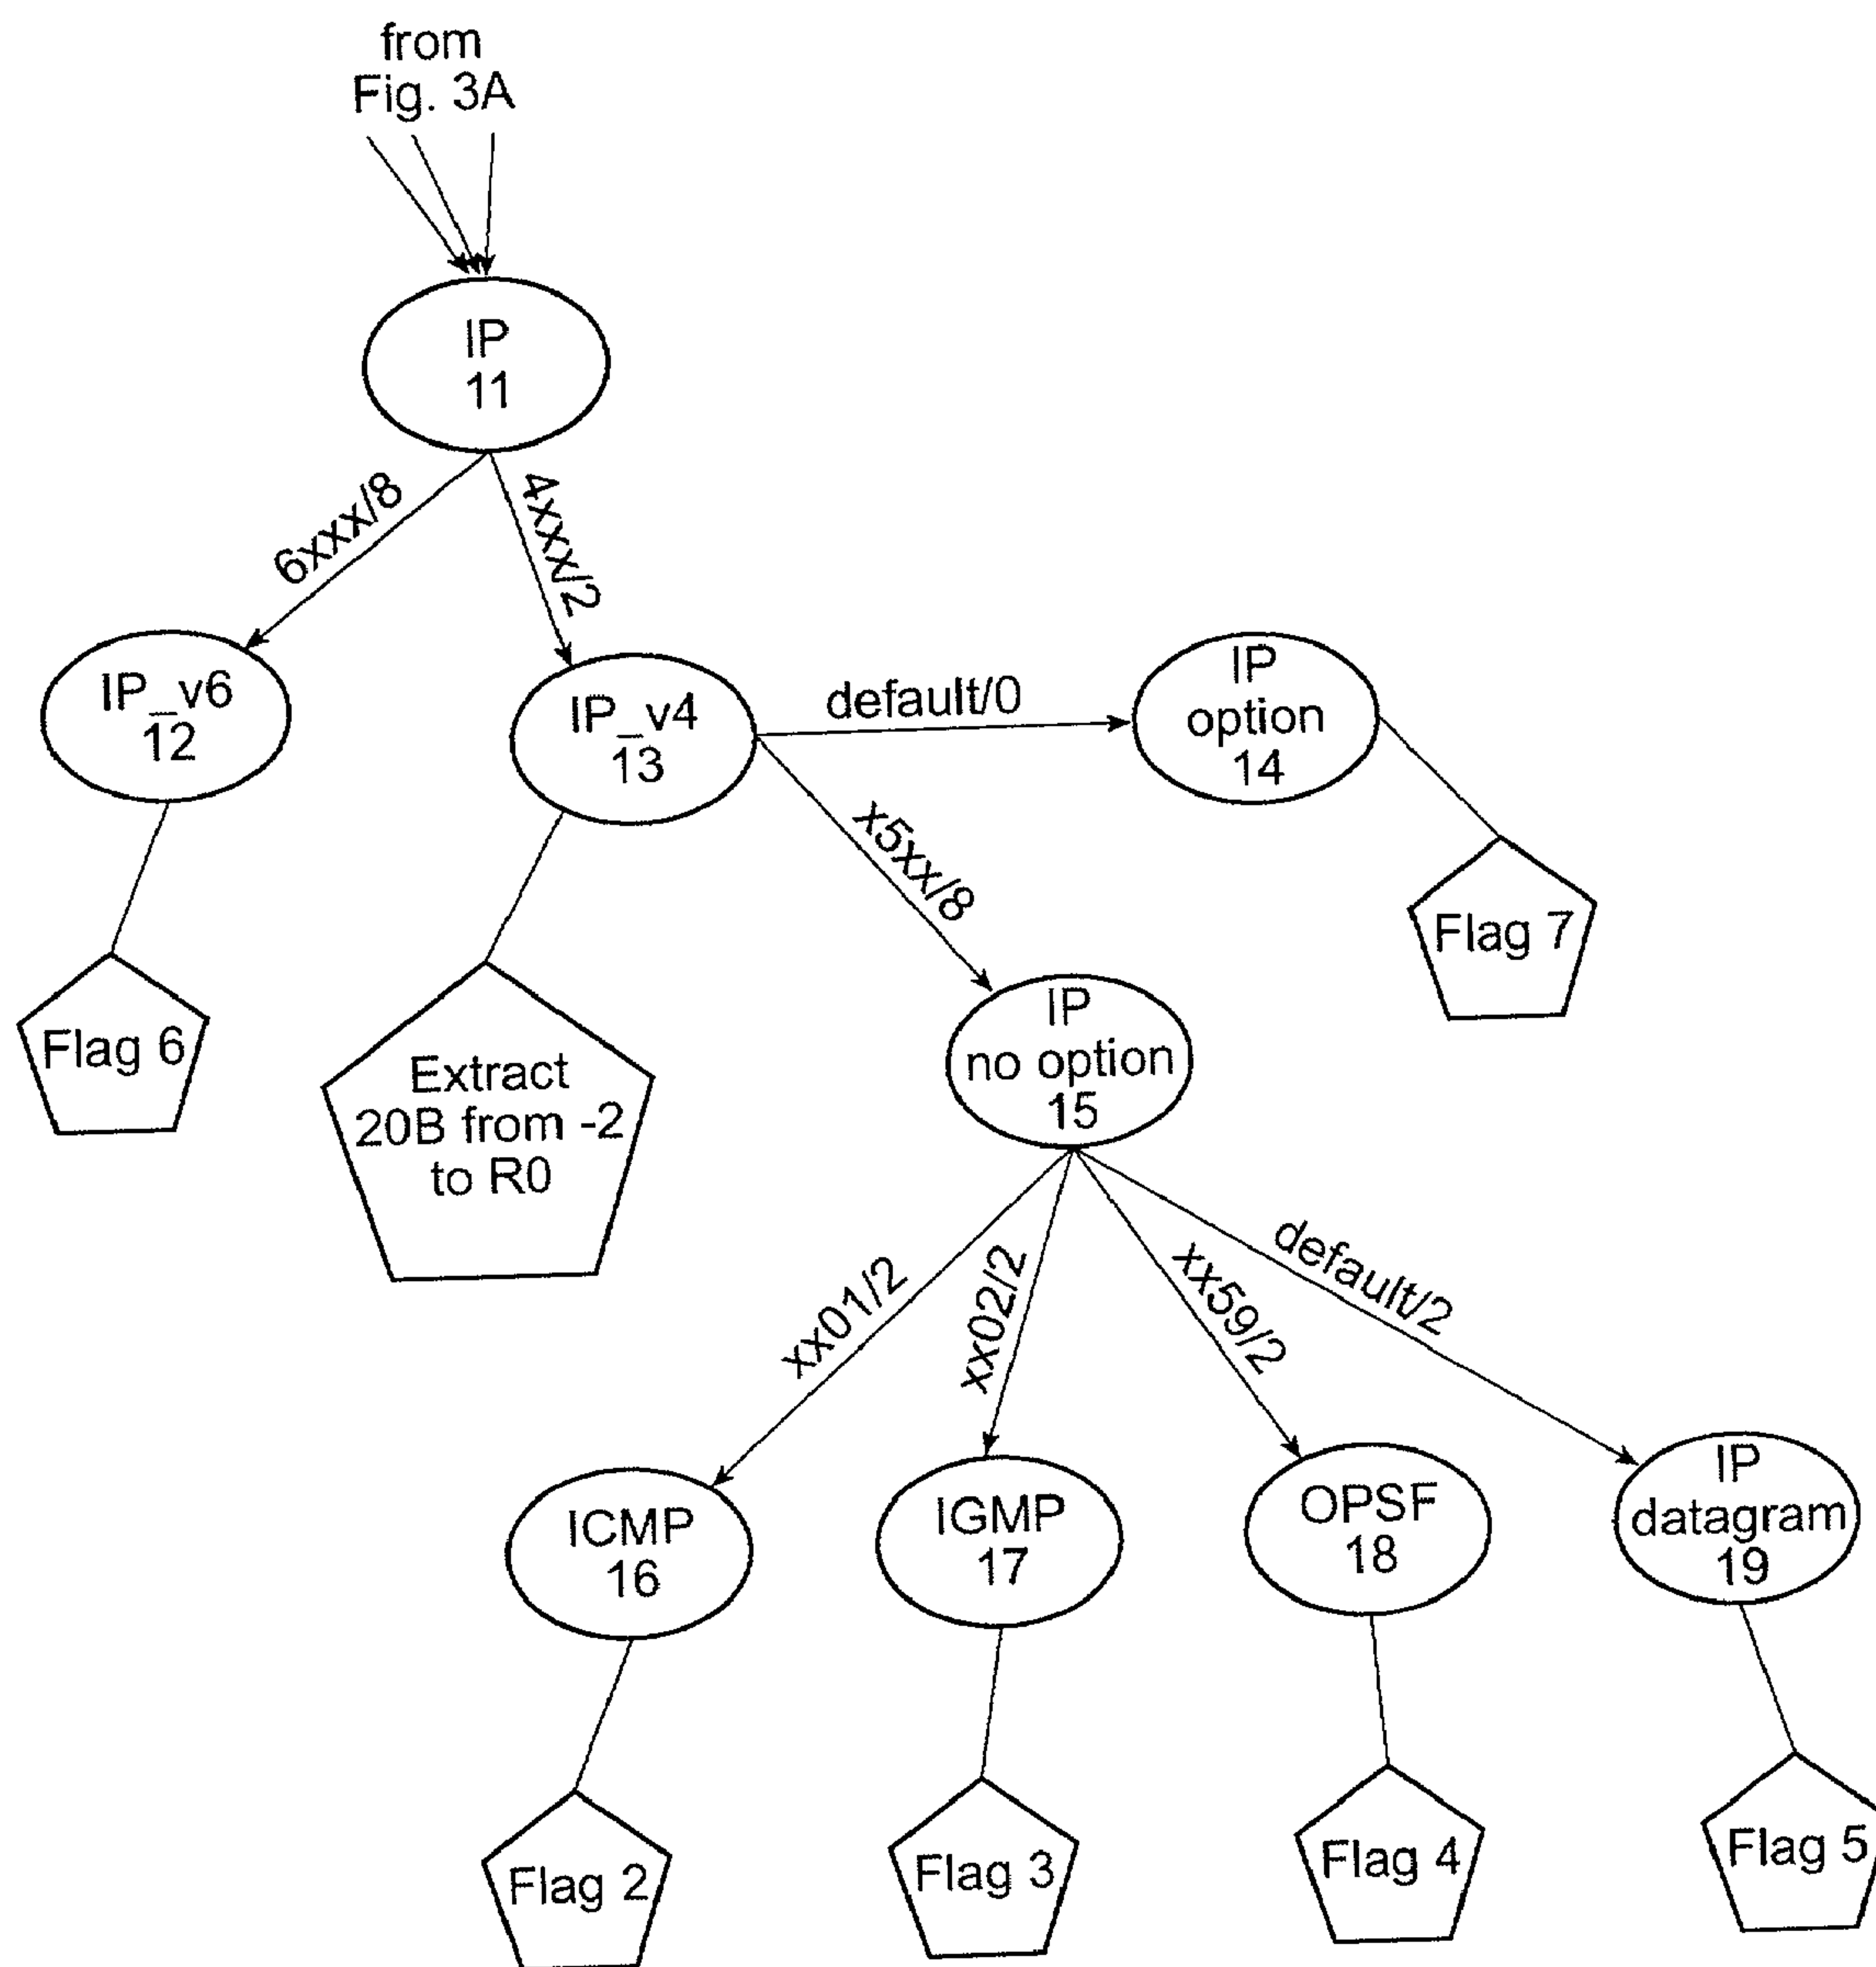 from
Fig. 3A
IP
11
6xxx/8
4xxx/2
IP_v6
12
IP_v4
13
default/0
IP
option
14
x5xx/8
Flag 7
Flag 6
Extract
20B from -2
to R0
IP
no option
15
xx01/2
xx02/2
xx59/2
default/2
ICMP
16
IGMP
17
OPSF
18
IP
datagram
19
Flag 2
Flag 3
Flag 4
Flag 5